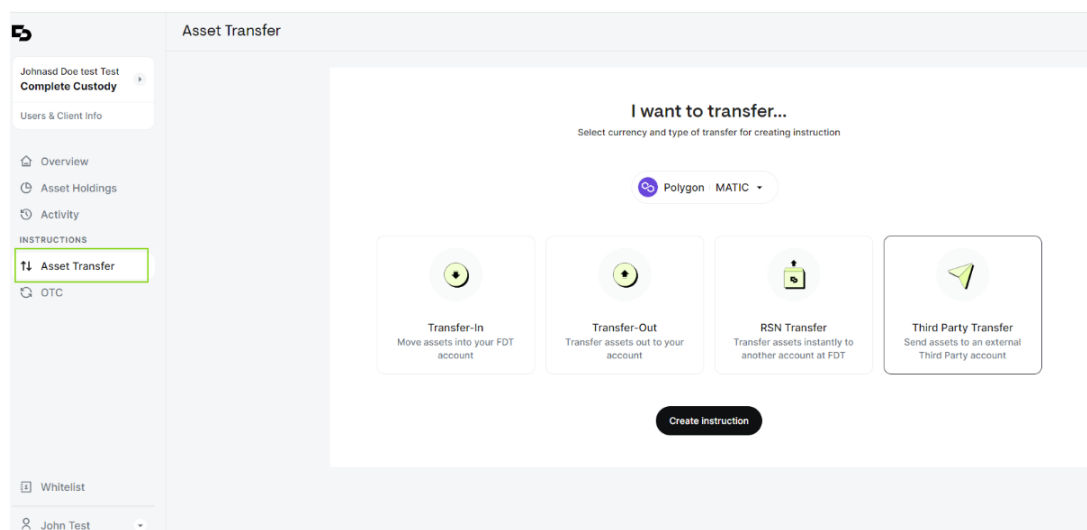 Asset Transfer
Johnasd Doe test Test
Complete Custody
Users & Client Info
Overview
Asset Holdings
Activity
INSTRUCTIONS
Asset Transfer
OTC
Whitelist
John Test
I want to transfer...
Select currency and type of transfer for creating instruction
Polygon MATIC
Transfer-In
Move assets into your FDT
account
Transfer-Out
Transfer assets out to your
account
RSN Transfer
Transfer assets instantly to
another account at FDT
Third Party Transfer
Send assets to an external
Third Party account
Create instruction